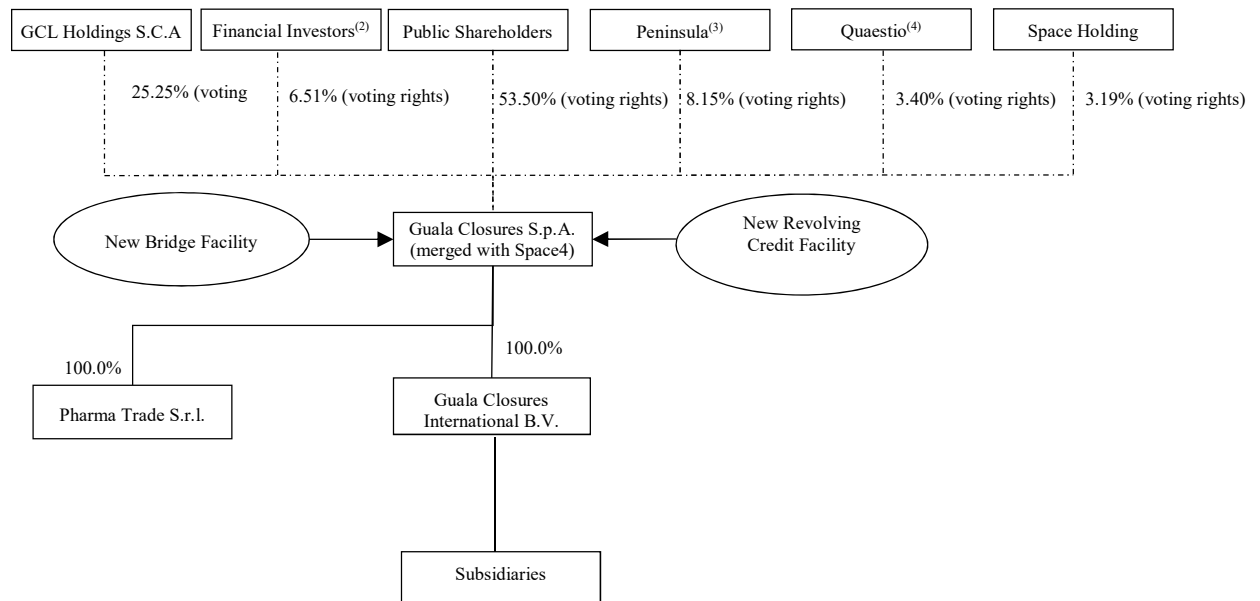 GCL Holdings S.C.A
Financial Investors(2)
Public Shareholders
Peninsula(3)
Quaestio(4)
Space Holding
25.25% (voting
6.51% (voting rights)
53.50% (voting rights)
8.15% (voting rights)
3.40% (voting rights)
3.19% (voting rights)
New Bridge Facility
Guala Closures S.p.A.
(merged with Space4)
New Revolving
Credit Facility
100.0%
100.0%
Pharma Trade S.r.l.
Guala Closures
International B.V.
Subsidiaries